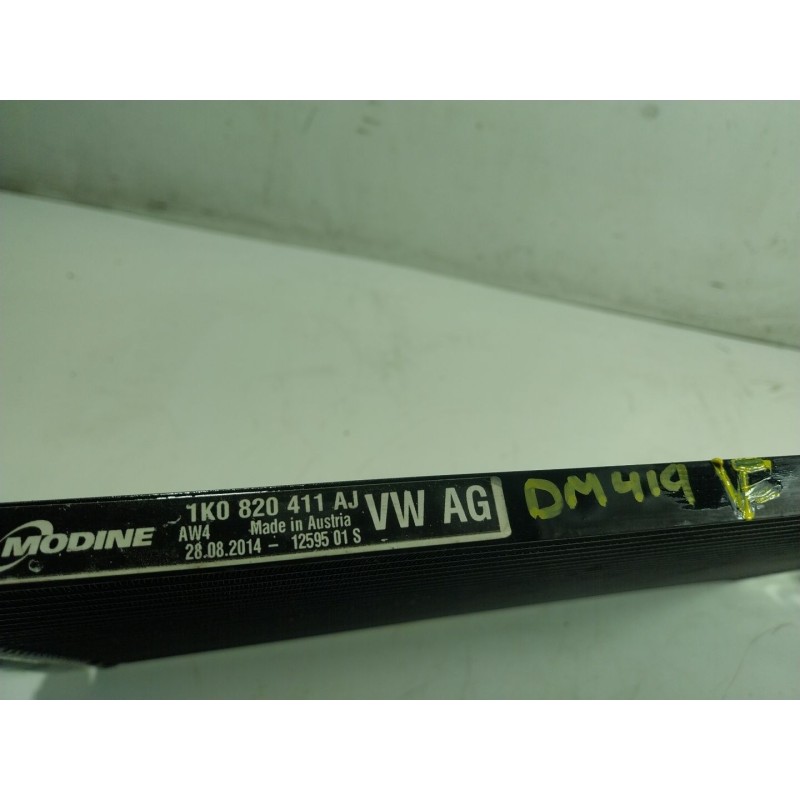 MODINE
1K0 820 411 AJ
AW4 Made in Austria
28.08.2014 - 12595 01 S
VW AG
DM419